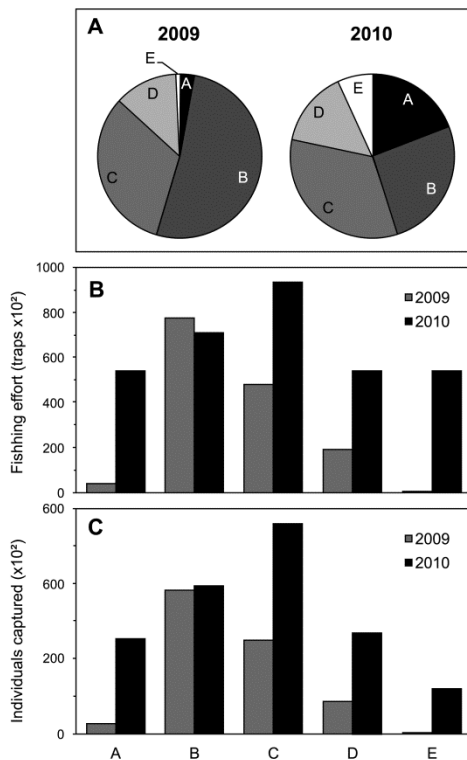 A
2009
2010
E
A
D
B
C
E
A
D
B
C
B
Fishhing effort (traps x10²)
1000
800
600
400
200
0
2009
2010
C
Individuals captured (x10²)
600
600
200
0
2009
2010
A B C D E